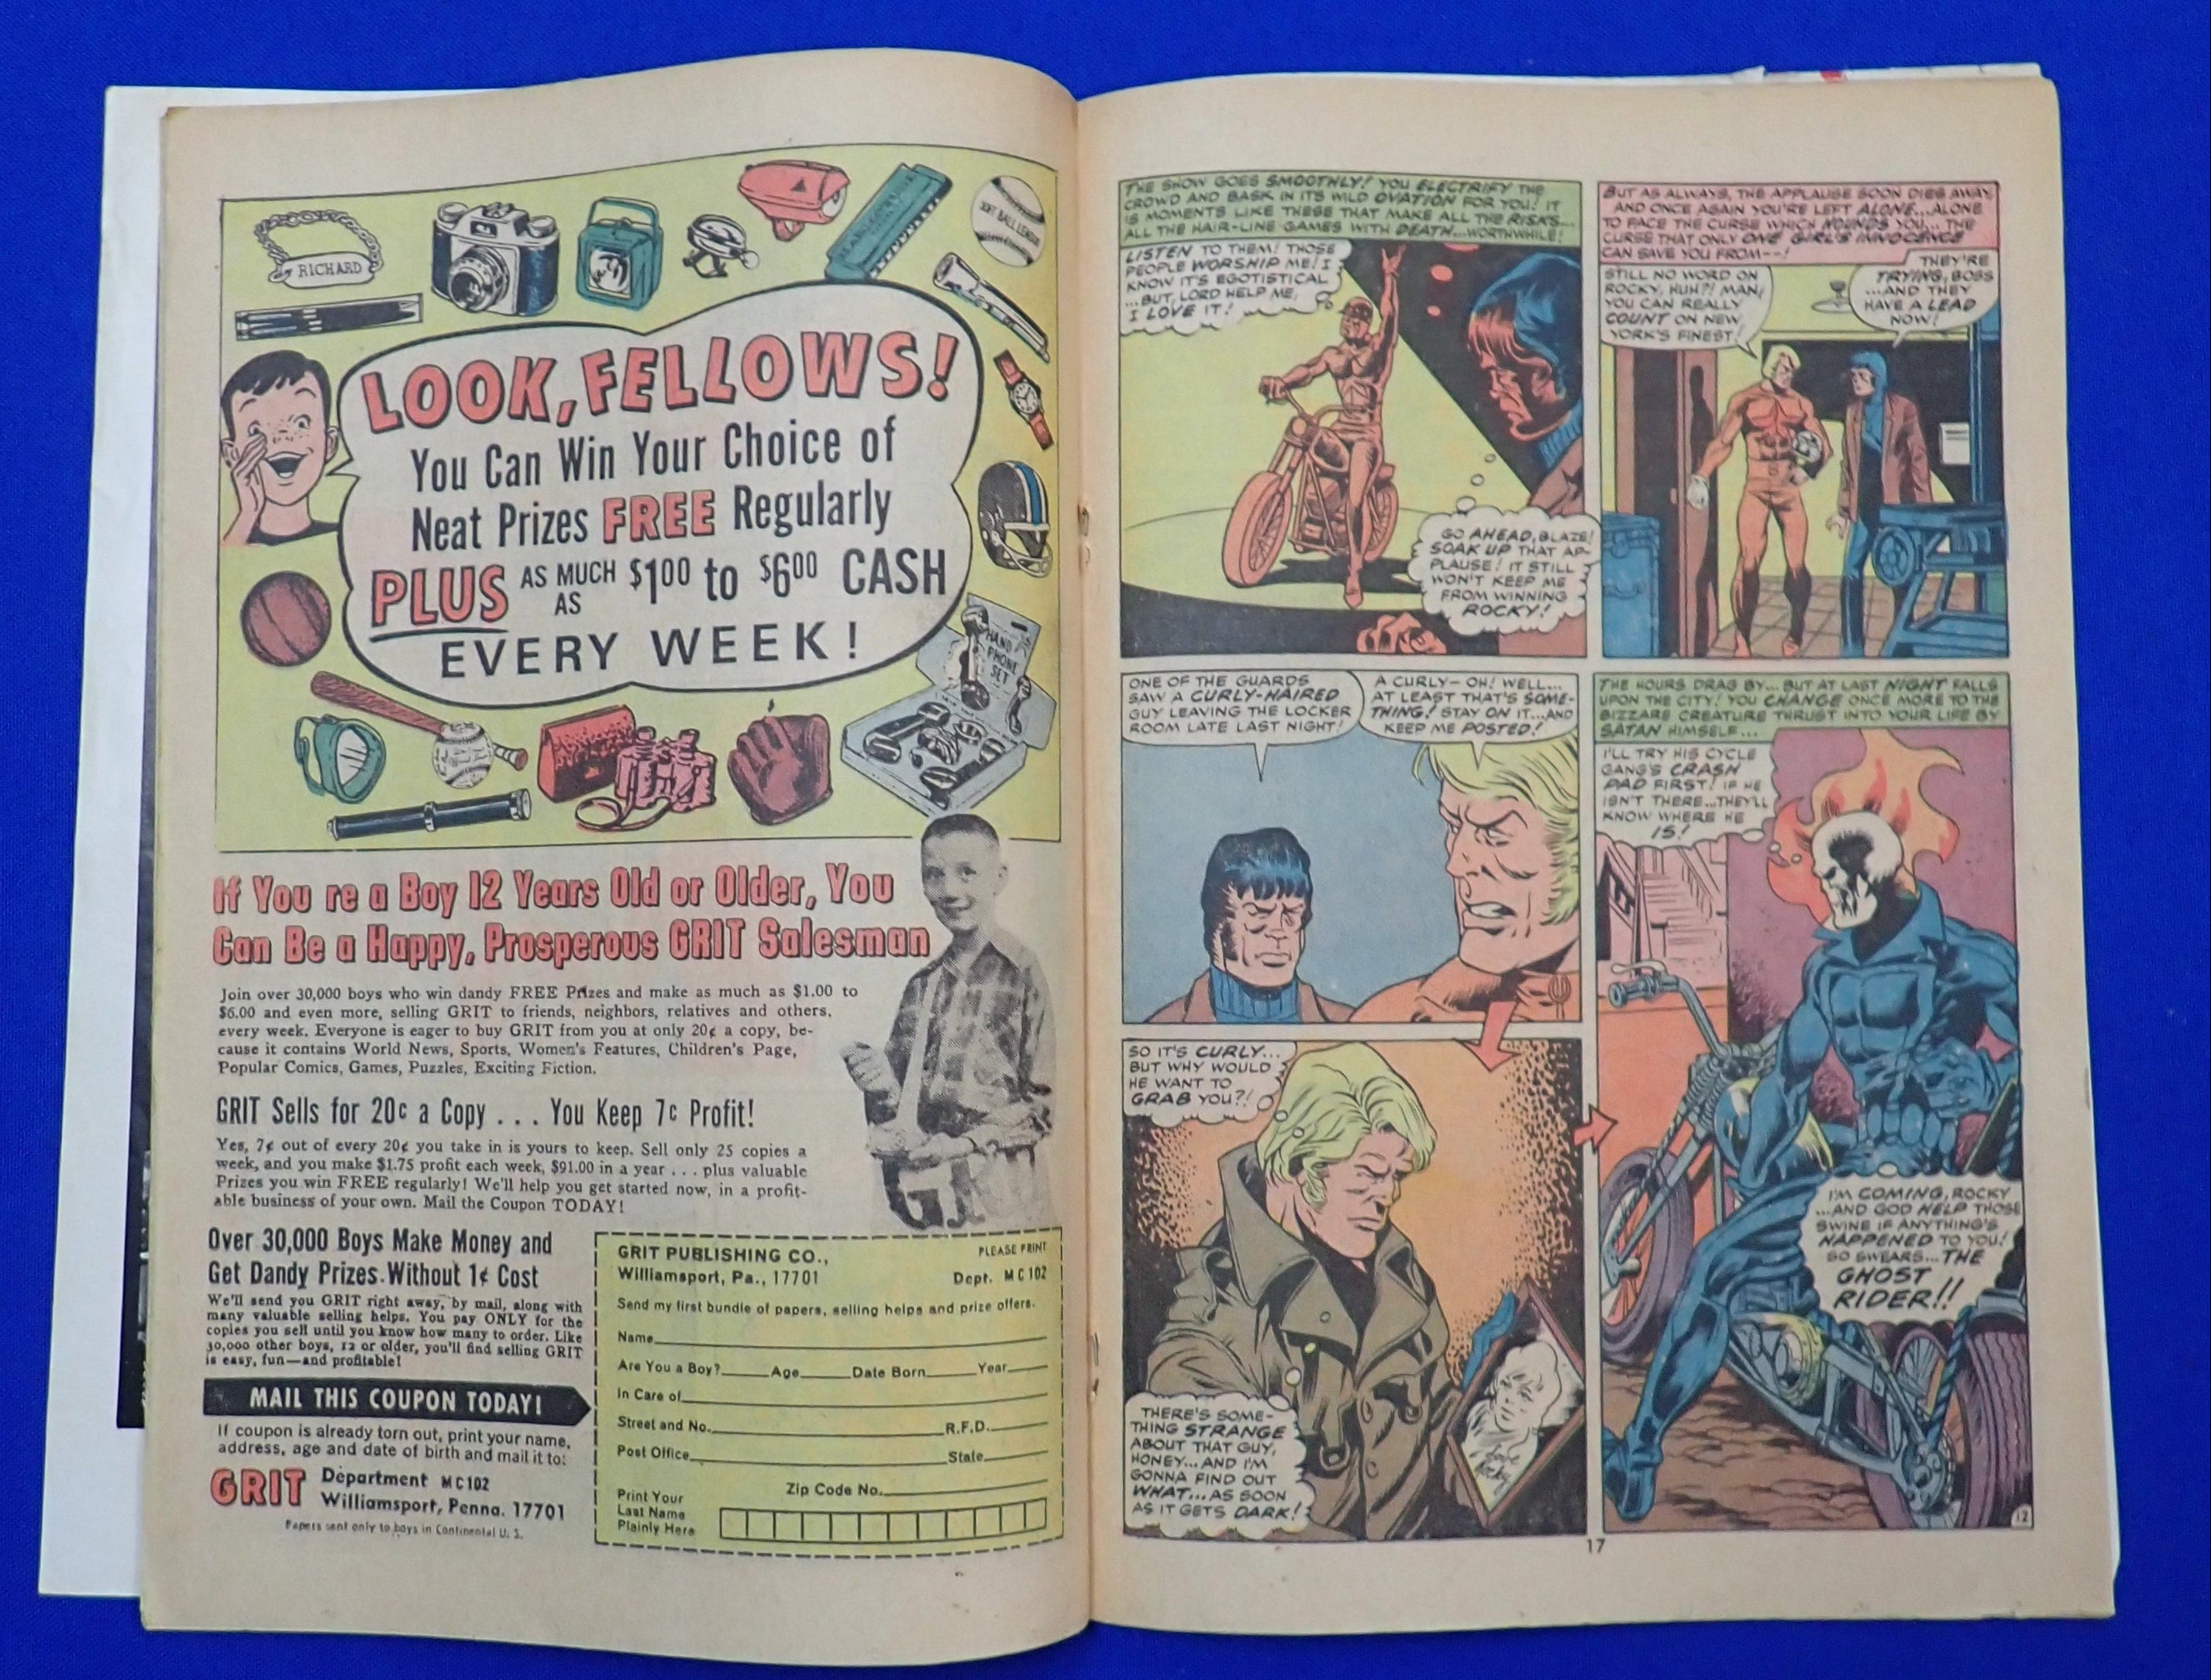 RICHARD
SOFT BALL LEAGUE
LOOK, FELLOWS!
You Can Win Your Choice of
Neat Prizes FREE Regularly
PLUS AS MUCH AS $1.00 to $6.00 CASH
EVERY WEEK!
HAND
PHONE
SET
If You re a Boy 12 Years Old or Older, You
Can Be a Happy, Prosperous GRIT Salesman
Join over 30,000 boys who win dandy FREE Prizes and make as much as $1.00 to
$6.00 and even more, selling GRIT to friends, neighbors, relatives and others,
every week. Everyone is eager to buy GRIT from you at only 20¢ a copy, be-
cause it contains World News, Sports, Women's Features, Children's Page,
Popular Comics, Games, Puzzles, Exciting Fiction.
GRIT Sells for 20¢ a Copy . . . You Keep 7¢ Profit!
Yes, 7¢ out of every 20¢ you take in is yours to keep. Sell only 25 copies a
week, and you make $1.75 profit each week, $91.00 in a year . . . plus valuable
Prizes you win FREE regularly! We'll help you get started now, in a profit-
able business of your own. Mail the Coupon TODAY!
Over 30,000 Boys Make Money and
Get Dandy Prizes Without 1¢ Cost
We'll send you GRIT right away, by mail, along with
many valuable selling helps. You pay ONLY for the
copies you sell until you know how many to order. Like
30,000 other boys, 12 or older, you'll find selling GRIT
is easy, fun—and profitable!
MAIL THIS COUPON TODAY!
If coupon is already torn out, print your name,
address, age and date of birth and mail it to:
GRIT Department MC102
Williamsport, Penna. 17701
Papers sent only to boys in Continental U. S.
GRIT PUBLISHING CO., PLEASE PRINT
Williamsport, Pa., 17701 Dept. MC102
Send my first bundle of papers, selling helps and prize offers.
Name
Are You a Boy? Age Date Born Year
In Care of
Street and No. R.F.D.
Post Office State
Zip Code No.
Print Your
Last Name
Plainly Here
THE SHOW GOES SMOOTHLY! YOU ELECTRIFY THE
CROWD AND BASK IN ITS WILD OVATION FOR YOU! IT
IS MOMENTS LIKE THESE THAT MAKE ALL THE RISKS...
ALL THE HAIR-LINE GAMES WITH DEATH...WORTHWHILE!
LISTEN TO THEM! THOSE
PEOPLE WORSHIP ME! I
KNOW IT'S EGOTISTICAL
...BUT, LORD HELP ME,
I LOVE IT!
GO AHEAD, BLAZE!
SOAK UP THAT AP-
PLAUSE! IT STILL
WON'T KEEP ME
FROM WINNING
ROCKY!
BUT AS ALWAYS, THE APPLAUSE SOON DIES AWAY,
AND ONCE AGAIN YOU'RE LEFT ALONE...ALONE
TO FACE THE CURSE WHICH HOUNDS YOU...THE
CURSE THAT ONLY ONE GIRL'S INNOCENCE
CAN SAVE YOU FROM--!
STILL NO WORD ON
ROCKY, HUH?! MAN,
YOU CAN REALLY
COUNT ON NEW
YORK'S FINEST!
THEY'RE
TRYING, BOSS
...AND THEY
HAVE A LEAD
NOW!
ONE OF THE GUARDS
SAW A CURLY-HAIRED
GUY LEAVING THE LOCKER
ROOM LATE LAST NIGHT!
A CURLY-- OH! WELL...
AT LEAST THAT'S SOME-
THING! STAY ON IT...AND
KEEP ME POSTED!
SO IT'S CURLY...
BUT WHY WOULD
HE WANT TO
GRAB YOU?!
THERE'S SOME-
THING STRANGE
ABOUT THAT GUY,
HONEY...AND I'M
GONNA FIND OUT
WHAT...AS SOON
AS IT GETS DARK!
Love
Rocky
THE HOURS DRAG BY...BUT AT LAST NIGHT FALLS
UPON THE CITY! YOU CHANGE ONCE MORE TO THE
BIZZARE CREATURE THRUST INTO YOUR LIFE BY
SATAN HIMSELF...
I'LL TRY HIS CYCLE
GANG'S CRASH
PAD FIRST! IF HE
ISN'T THERE...THEY'LL
KNOW WHERE HE
IS!
I'M COMING, ROCKY
...AND GOD HELP THOSE
SWINE IF ANYTHING'S
HAPPENED TO YOU!
SO SWEARS...THE
GHOST
RIDER!!
12
17